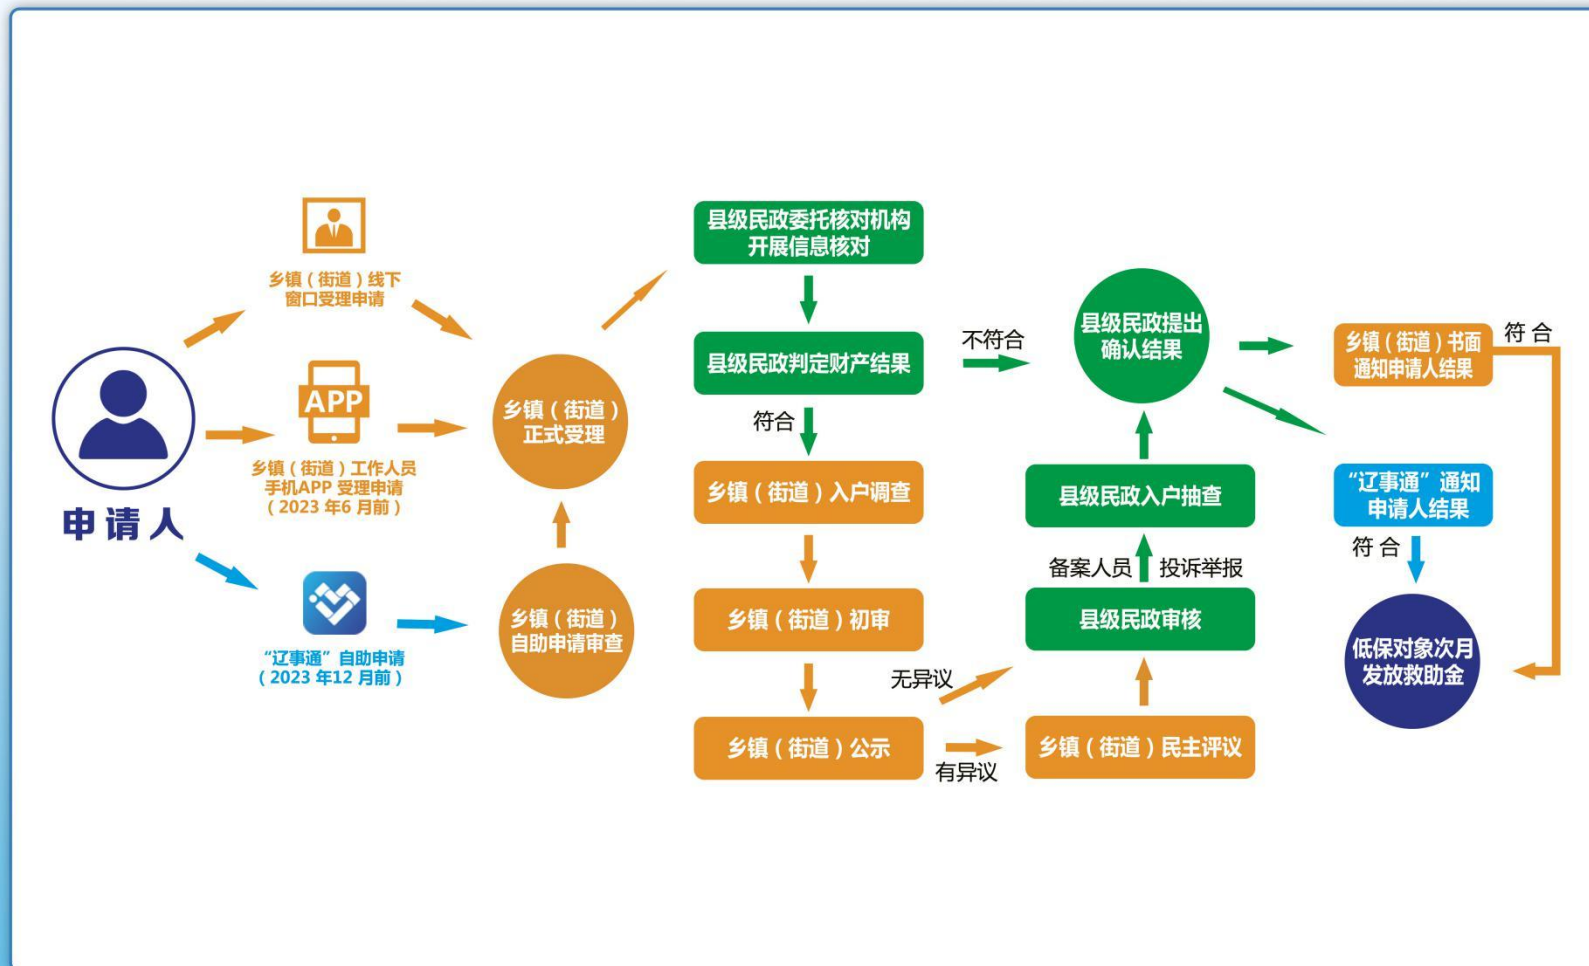 乡镇（街道）线下
窗口受理申请
APP
乡镇（街道）工作人员
手机APP 受理申请
（2023 年6 月前）
申请人
“辽事通”自助申请
（2023 年12 月前）
乡镇（街道）
正式受理
乡镇（街道）
自助申请审查
县级民政委托核对机构
开展信息核对
县级民政判定财产结果
不符合
符合
乡镇（街道）入户调查
乡镇（街道）初审
乡镇（街道）公示
无异议
有异议
乡镇（街道）民主评议
县级民政审核
备案人员
投诉举报
县级民政入户抽查
县级民政提出
确认结果
乡镇（街道）书面
通知申请人结果
符 合
“辽事通”通知
申请人结果
符 合
低保对象次月
发放救助金